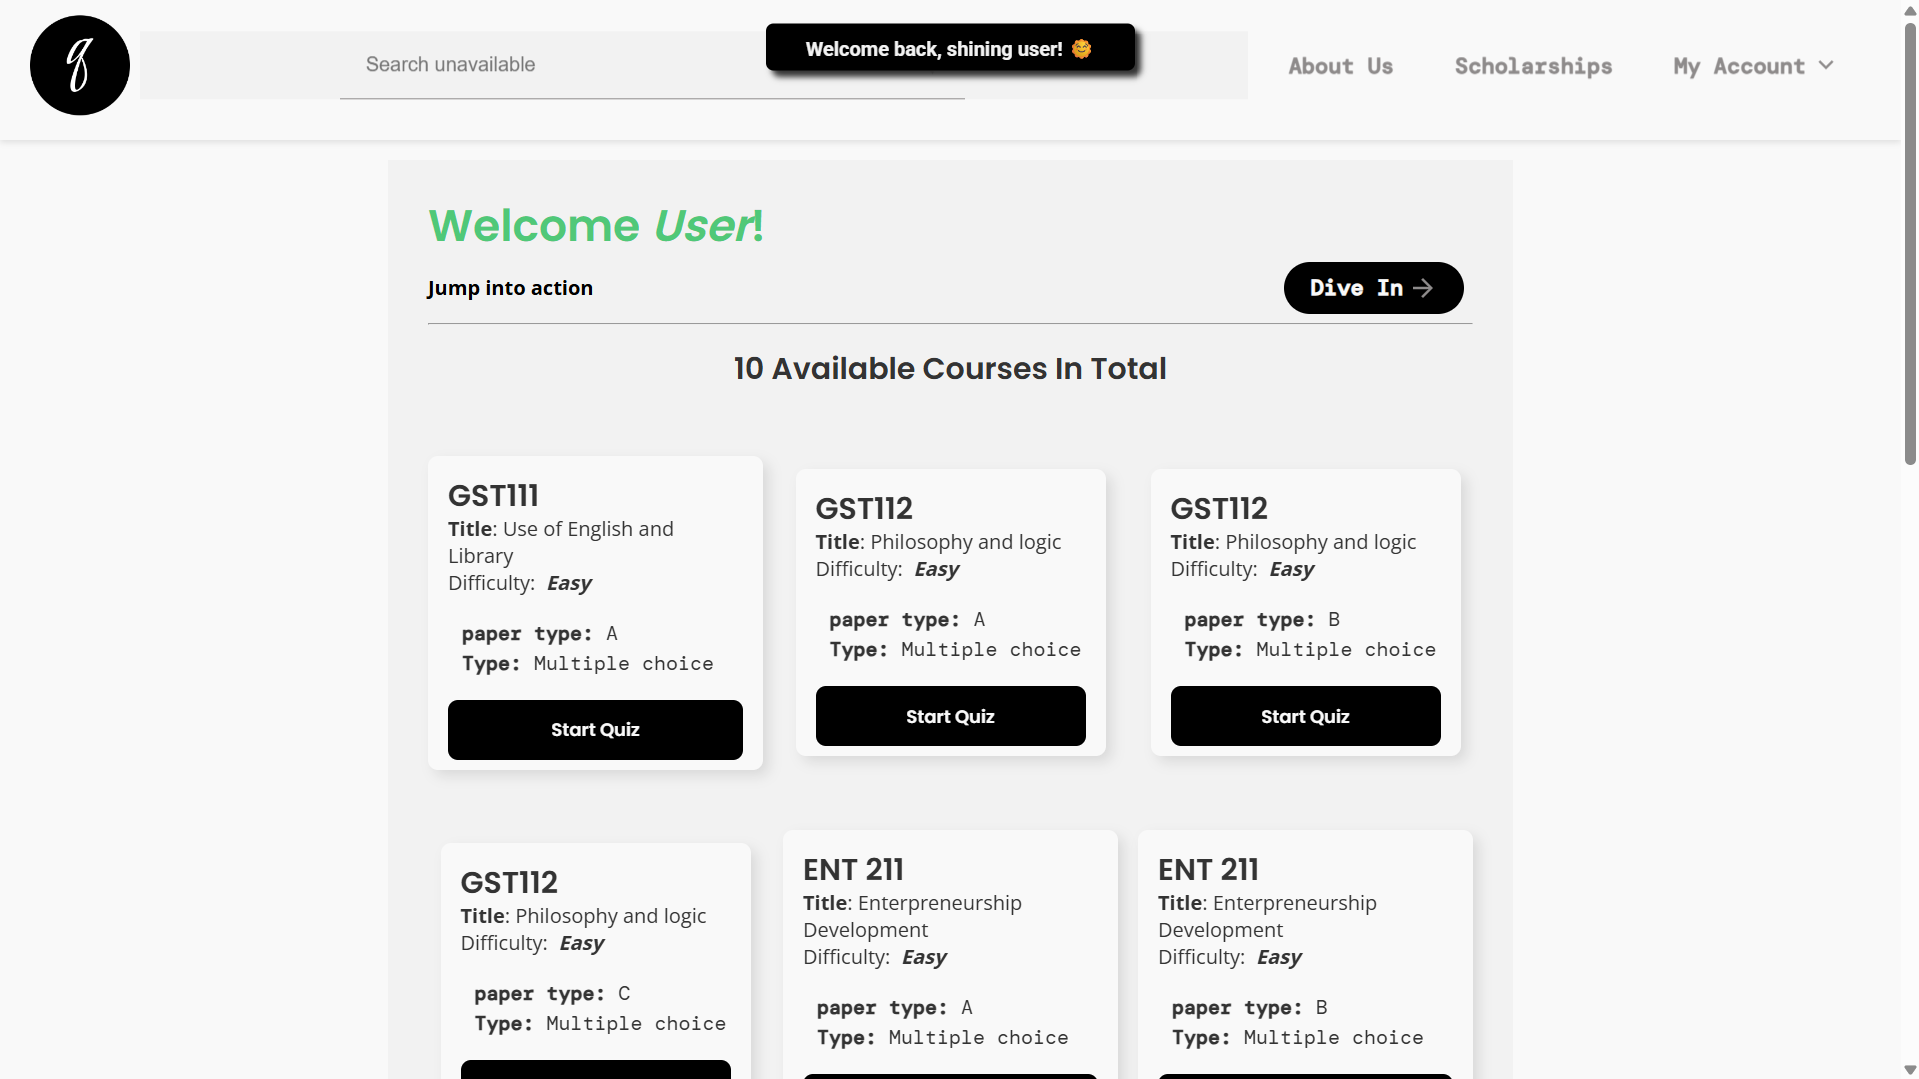 q
Search unavailable
Welcome back, shining user! 🌞
About Us
Scholarships
My Account
Welcome User!
Jump into action
Dive In
10 Available Courses In Total
GST111
Title: Use of English and
Library
Difficulty: Easy
paper type: A
Type: Multiple choice
Start Quiz
GST112
Title: Philosophy and logic
Difficulty: Easy
paper type: A
Type: Multiple choice
Start Quiz
GST112
Title: Philosophy and logic
Difficulty: Easy
paper type: B
Type: Multiple choice
Start Quiz
GST112
Title: Philosophy and logic
Difficulty: Easy
paper type: C
Type: Multiple choice
ENT 211
Title: Enterpreneurship
Development
Difficulty: Easy
paper type: A
Type: Multiple choice
ENT 211
Title: Enterpreneurship
Development
Difficulty: Easy
paper type: B
Type: Multiple choice